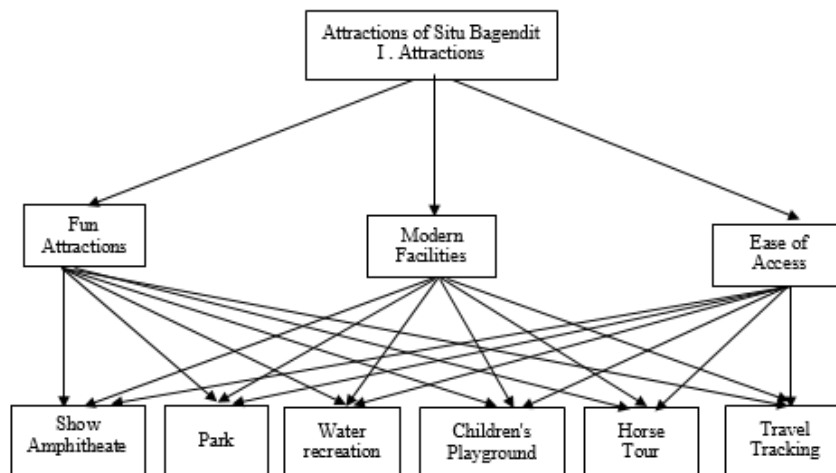 Attractions of Situ Bagendit
I . Attractions
Fun
Attractions
Modern
Facilities
Ease of
Access
Show
Amphitheate
Park
Water
recreation
Children's
Playground
Horse
Tour
Travel
Tracking